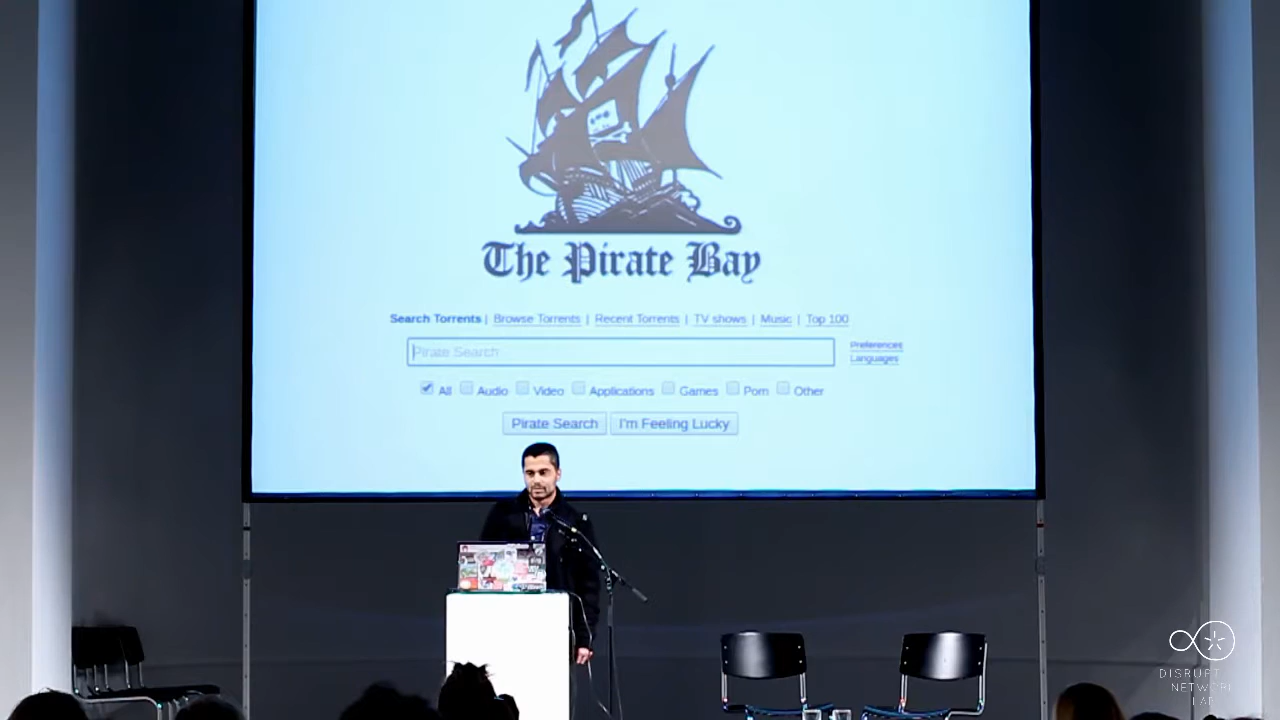 The Pirate Bay
Search Torrents | Browse Torrents | Recent Torrents | TV shows | Music | Top 100
Pirate Search
Preferences
Languages
All Audio Video Applications Games Porn Other
Pirate Search I'm Feeling Lucky
DISRUPT
NETWORK
LAB